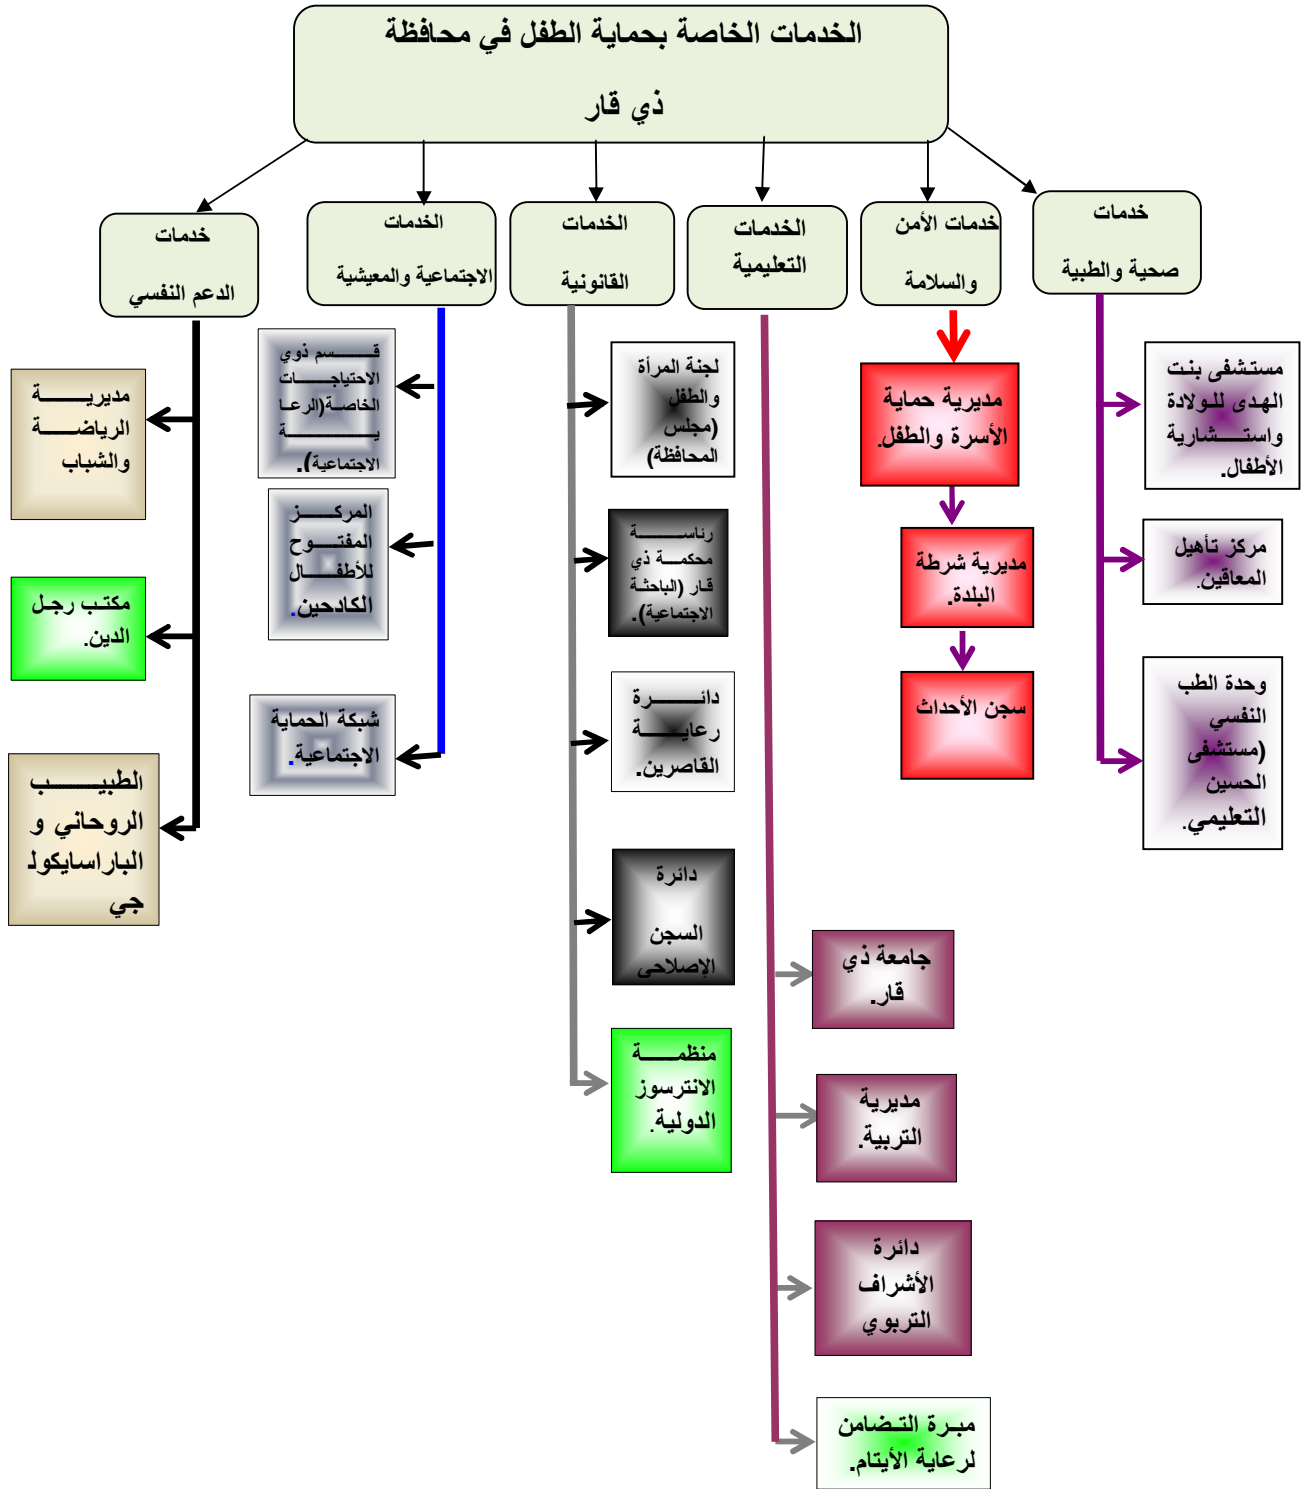 الخدمات الخاصة بحماية الطفل في محافظة
ذي قار
خدمات
صحية والطبية
خدمات الأمن
والسلامة
الخدمات
التعليمية
الخدمات
القانونية
الخدمات
الاجتماعية والمعيشية
خدمات
الدعم النفسي
مستشفى بنت
الهدى للولادة
واستشارية
الأطفال.
مركز تأهيل
المعاقين.
وحدة الطب
النفسي
(مستشفى
الحسين
التعليمي.
مديرية حماية
الأسرة والطفل.
مديرية شرطة
البلدة.
سجن الأحداث
جامعة ذي
قار.
مديرية
التربية.
دائرة
الأشراف
التربوي
مبرة التضامن
لرعاية الأيتام.
لجنة المرأة
والطفل
(مجلس
المحافظة)
رئاسة
محكمة ذي
قار (الباحثة
الاجتماعية).
دائرة
رعاية
القاصرين.
دائرة
السجن
الإصلاحي
منظمة
الانترسوز
الدولية.
قسم ذوي
الاحتياجات
الخاصة(الرعا
ية
الاجتماعية).
المركز
المفتوح
للأطفال
الكادحين.
شبكة الحماية
الاجتماعية.
مديرية
الرياضة
والشباب
مكتب رجل
الدين.
الطبيب
الروحاني و
الباراسايكولـ
جي